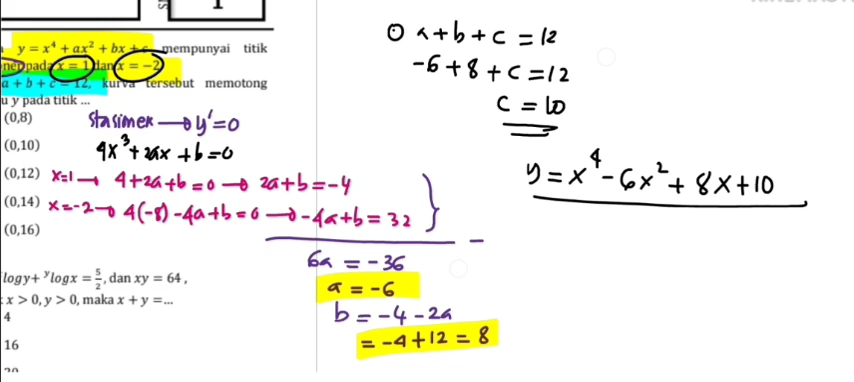 1
y = x⁴ + ax² + bx + c mempunyai titik
pada x = 1 dan x = −2
a + b + c = 12, kurva tersebut memotong
y pada titik ...
(0,8)
(0,10)
(0,12)
(0,14)
(0,16)
stasioner → y' = 0
4x³ + 2ax + b = 0
x=1 → 4+2a+b = 0 → 2a+b = -4
x=-2 → 4(-8) -4a+b = 0 → -4a+b = 32
6a = -36
a = -6
b = -4 - 2a
= -4 + 12 = 8
a+b+c = 12
-6+8+c = 12
c = 10
y = x⁴ - 6x² + 8x + 10
logy + ʸlogx = 5/2, dan xy = 64,
x > 0, y > 0, maka x + y = ...
4
16